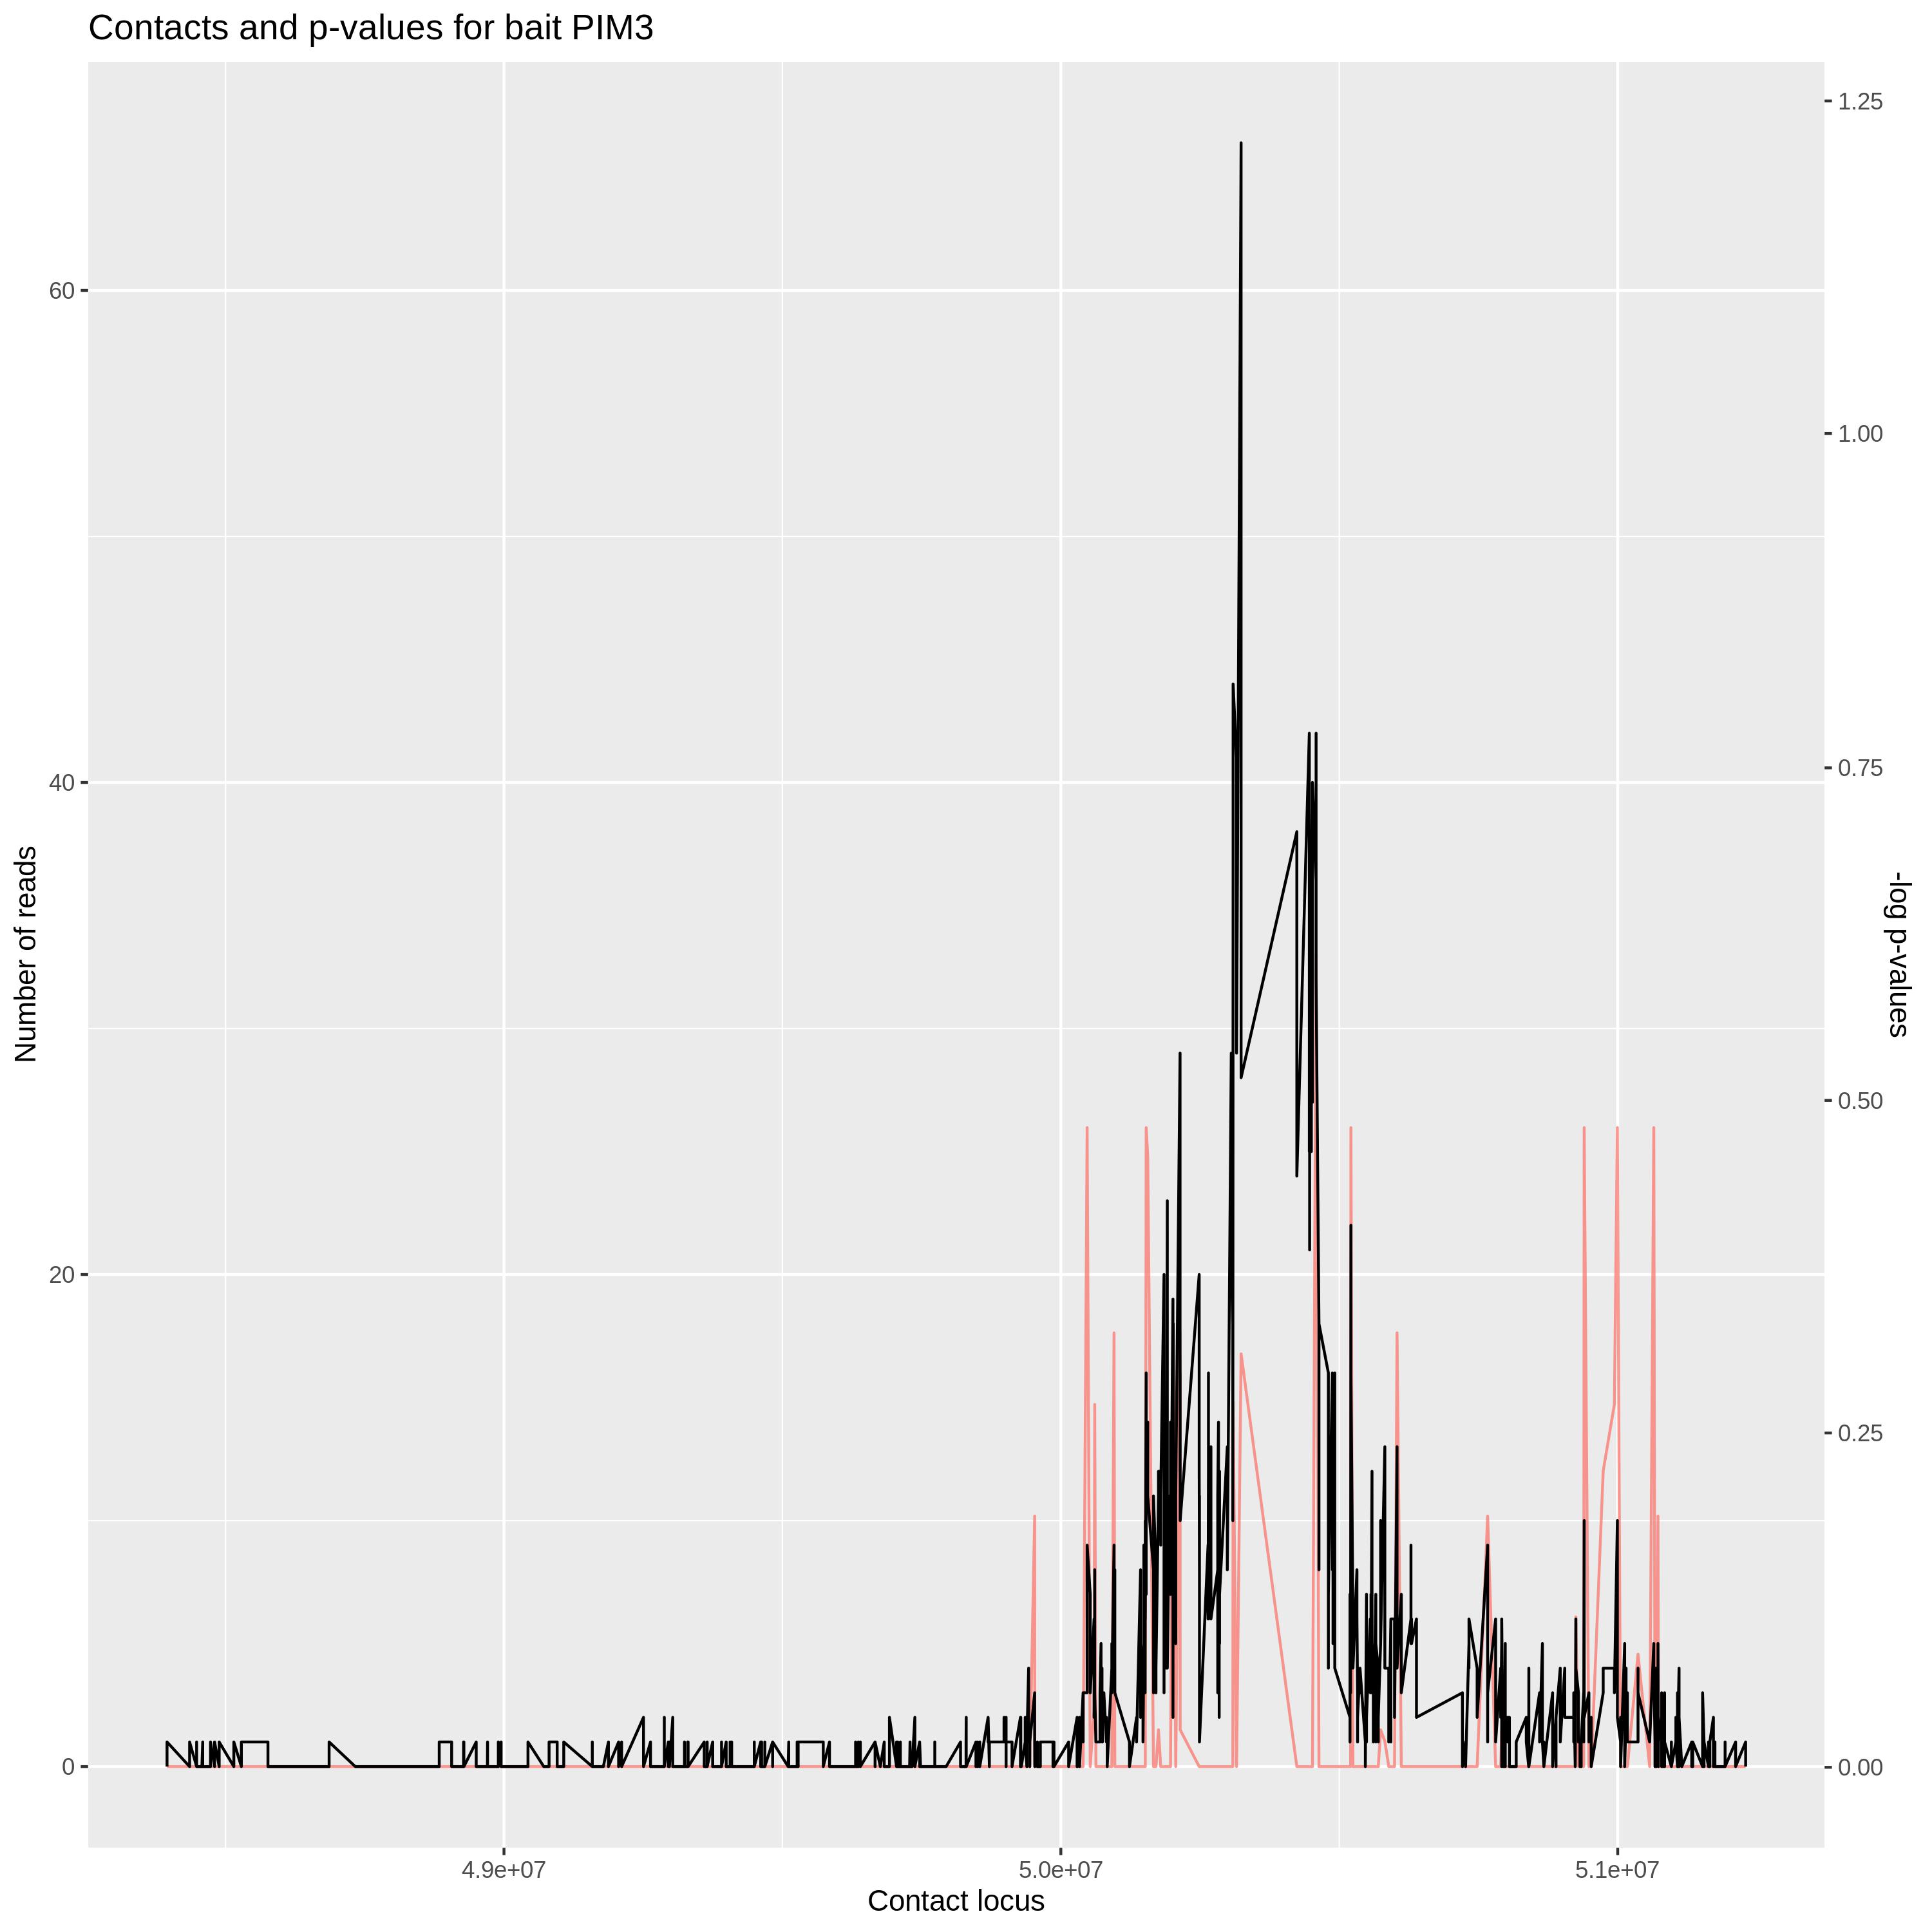 Contacts and p-values for bait PIM3
1.25
60
1.00
40
0.75
Number of reads
-log p-values
0.50
20
0.25
0
0.00
4.9e+07
5.0e+07
5.1e+07
Contact locus